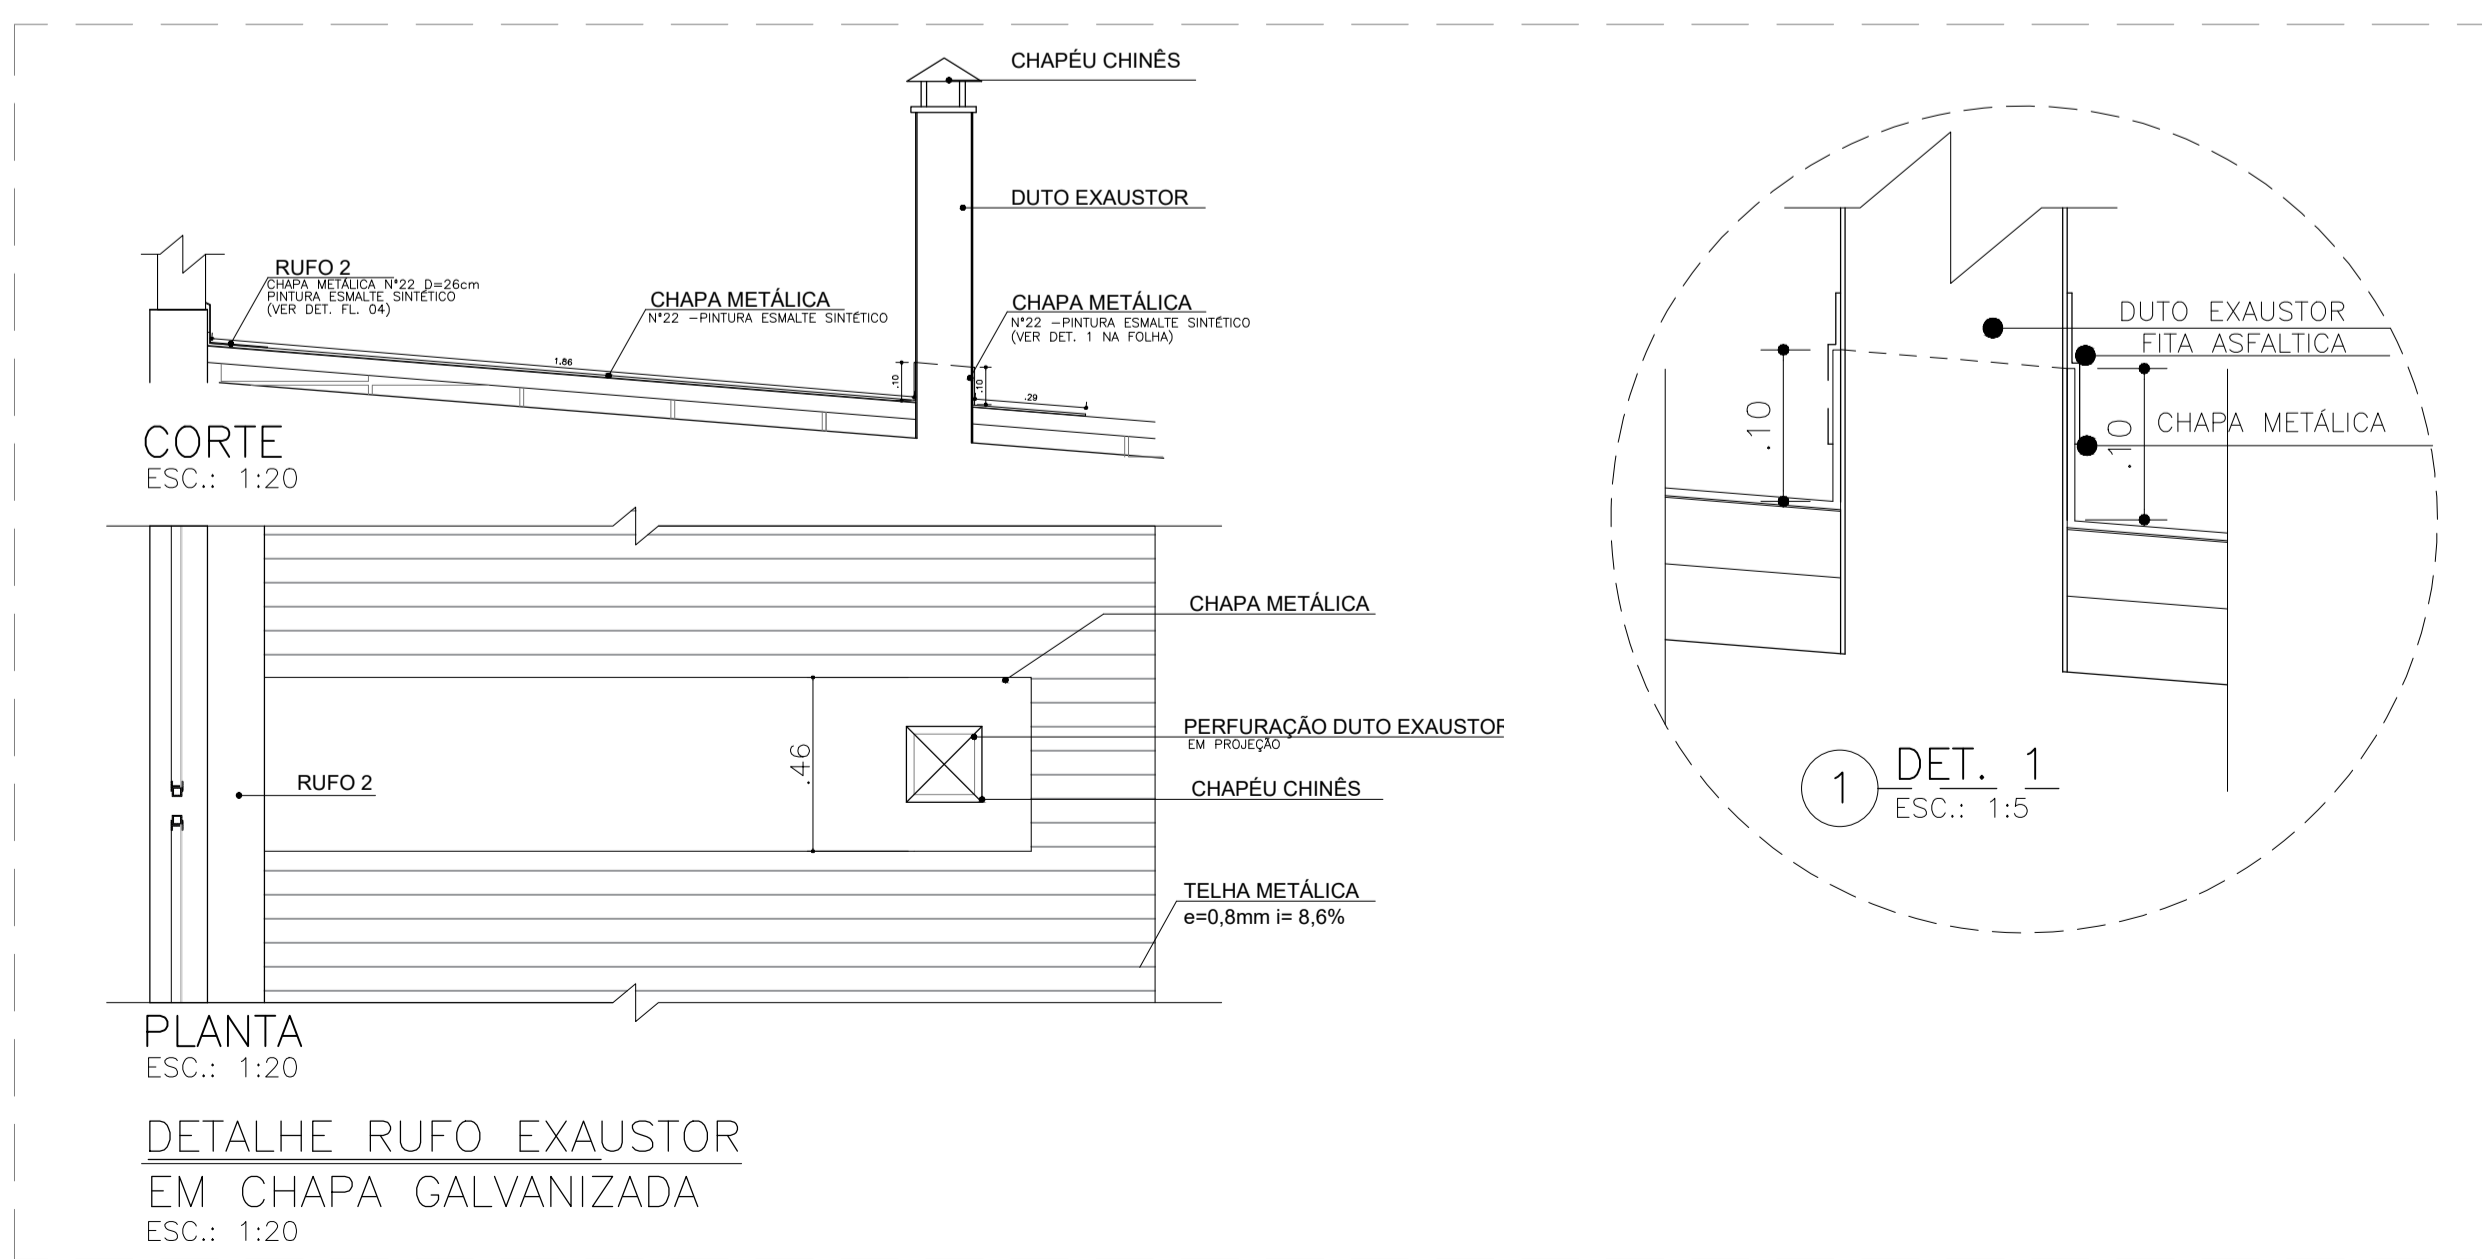 CHAPÉU CHINÊS
DUTO EXAUSTOR
RUFO 2
CHAPA METÁLICA N°22 D=26cm
PINTURA ESMALTE SINTÉTICO
(VER DET. FL. 04)
CHAPA METÁLICA
N°22 -PINTURA ESMALTE SINTÉTICO
CHAPA METÁLICA
N°22 -PINTURA ESMALTE SINTÉTICO
(VER DET. 1 NA FOLHA)
1.86
.10
.10
.29
CORTE
ESC.: 1:20
CHAPA METÁLICA
.46
PERFURAÇÃO DUTO EXAUSTOR
EM PROJEÇÃO
RUFO 2
CHAPÉU CHINÊS
TELHA METÁLICA
e=0,8mm i= 8,6%
PLANTA
ESC.: 1:20
DETALHE RUFO EXAUSTOR
EM CHAPA GALVANIZADA
ESC.: 1:20
DUTO EXAUSTOR
FITA ASFALTICA
CHAPA METÁLICA
.10
.10
1
DET. 1
ESC.: 1:5